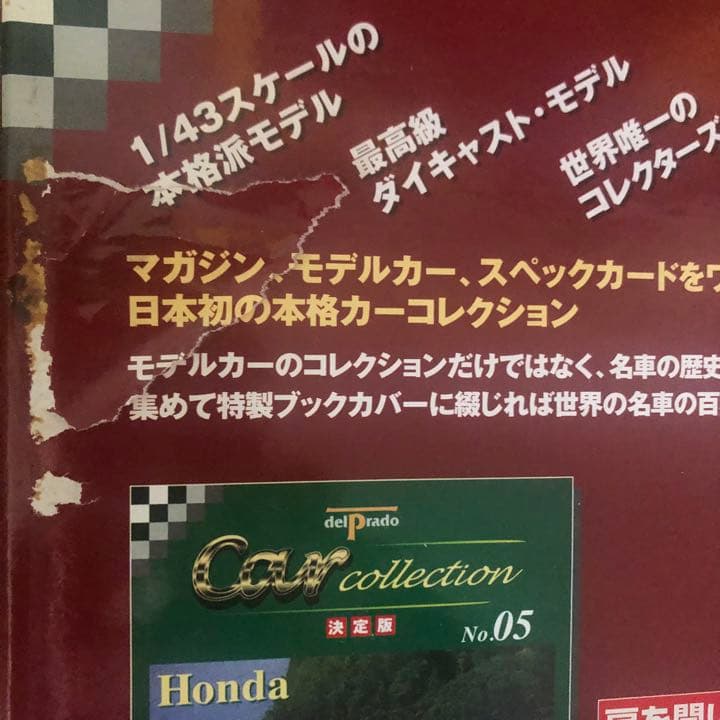 1/43スケールの
本格派モデル
最高級
ダイキャスト・モデル
世界唯一の
コレクターズ
マガジン、モデルカー、スペックカードをワ
日本初の本格カーコレクション
モデルカーのコレクションだけではなく、名車の歴史
集めて特製ブックカバーに綴じれば世界の名車の百
delPrado
Car collection
決定版
No.05
Honda